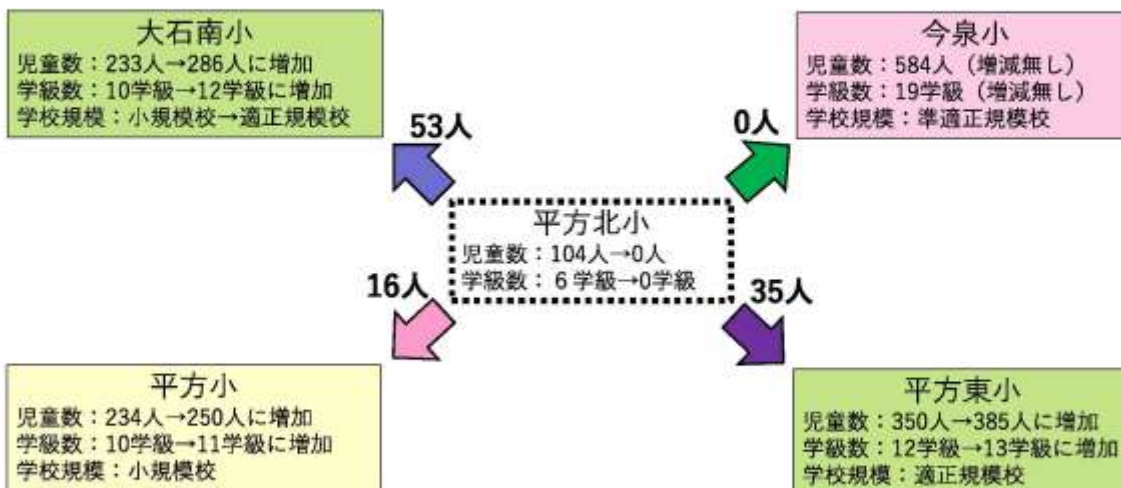 大石南小
児童数：233人→286人に増加
学級数：10学級→12学級に増加
学校規模：小規模校→適正規模校
今泉小
児童数：584人（増減無し）
学級数：19学級（増減無し）
学校規模：準適正規模校
53人
0人
平方北小
児童数：104人→0人
学級数：６学級→0学級
16人
35人
平方小
児童数：234人→250人に増加
学級数：10学級→11学級に増加
学校規模：小規模校
平方東小
児童数：350人→385人に増加
学級数：12学級→13学級に増加
学校規模：適正規模校